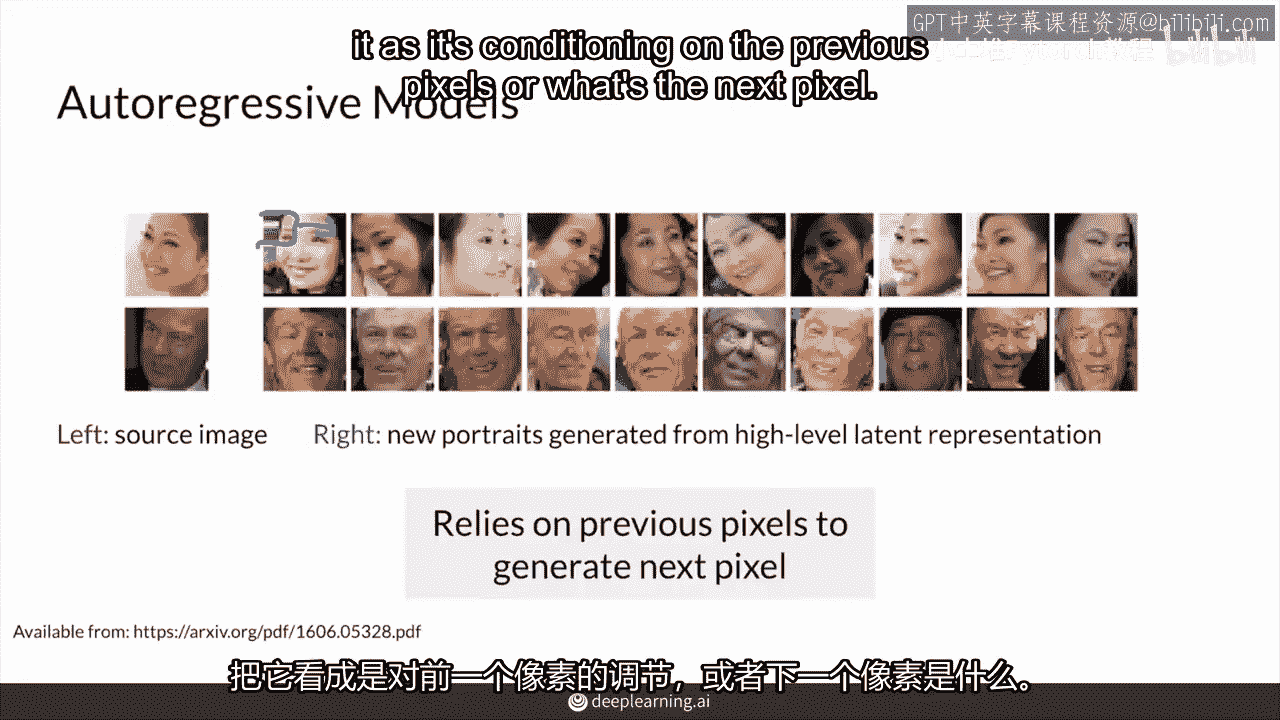 GPT中英字幕课程资源@bilibili.com
it as it's conditioning on the previous
pixels or what's the next pixel.
bilibili
Autoregressive Models
Left: source image
Right: new portraits generated from high-level latent representation
Relies on previous pixels to
generate next pixel
Available from: https://arxiv.org/pdf/1606.05328.pdf
把它看成是对前一个像素的调节，或者下一个像素是什么。
deeplearning.ai